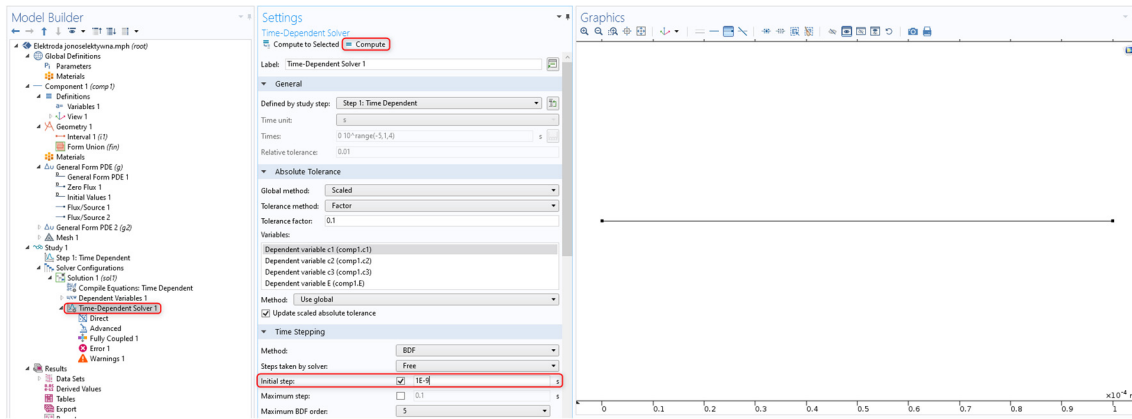 Model Builder
Elektroda jonoselektywna.mph (root)
Global Definitions
Pi Parameters
Materials
Component 1 (comp1)
Definitions
a= Variables 1
View 1
Geometry 1
Interval 1 (i1)
Form Union (fin)
Materials
Δu General Form PDE (g)
General Form PDE 1
Zero Flux 1
Initial Values 1
Flux/Source 1
Flux/Source 2
Δu General Form PDE 2 (g2)
Mesh 1
Study 1
Step 1: Time Dependent
Solver Configurations
Solution 1 (sol1)
Compile Equations: Time Dependent
Dependent Variables 1
Time-Dependent Solver 1
Direct
Advanced
Fully Coupled 1
Error 1
Warnings 1
Results
Data Sets
Derived Values
Tables
Export
Settings
Time-Dependent Solver
Compute to Selected = Compute
Label: Time-Dependent Solver 1
General
Defined by study step: Step 1: Time Dependent
Time unit: s
Times: 0 10^range(-5,1,4) s
Relative tolerance: 0.01
Absolute Tolerance
Global method: Scaled
Tolerance method: Factor
Tolerance factor: 0.1
Variables:
Dependent variable c1 (comp1.c1)
Dependent variable c2 (comp1.c2)
Dependent variable c3 (comp1.c3)
Dependent variable E (comp1.E)
Method: Use global
Update scaled absolute tolerance
Time Stepping
Method: BDF
Steps taken by solver: Free
Initial step: 1E-9 s
Maximum step: 0.1 s
Maximum BDF order: 5
Graphics
×10⁻⁴
0 0.1 0.2 0.3 0.4 0.5 0.6 0.7 0.8 0.9 1